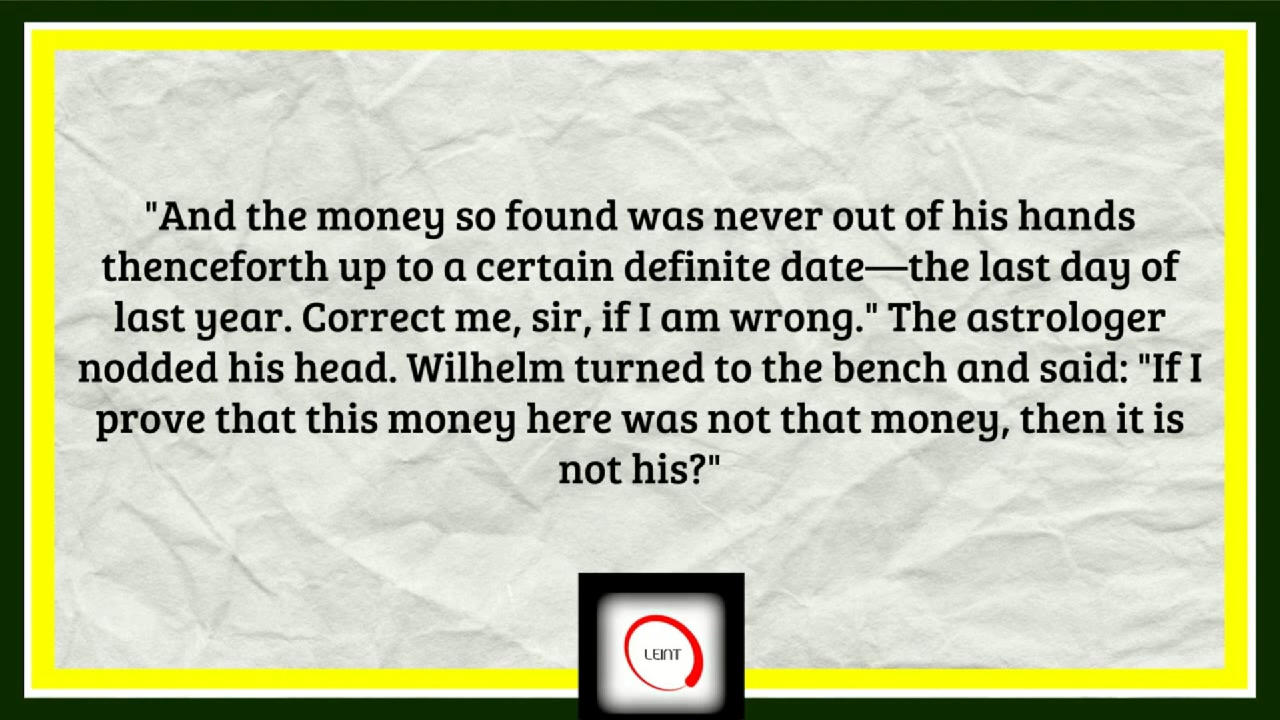 "And the money so found was never out of his hands
thenceforth up to a certain definite date—the last day of
last year. Correct me, sir, if I am wrong." The astrologer
nodded his head. Wilhelm turned to the bench and said: "If I
prove that this money here was not that money, then it is
not his?"
LEINT